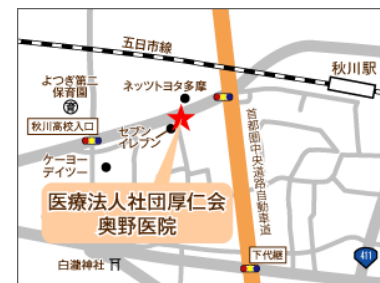 五日市線
秋川駅
よつぎ第二
保育園
ネッツトヨタ多摩
秋川高校入口
セブン
イレブン
首都圏中央道路自動車道
ケーヨー
デイツー
医療法人社団厚仁会
奥野医院
下代継
白瀧神社
411